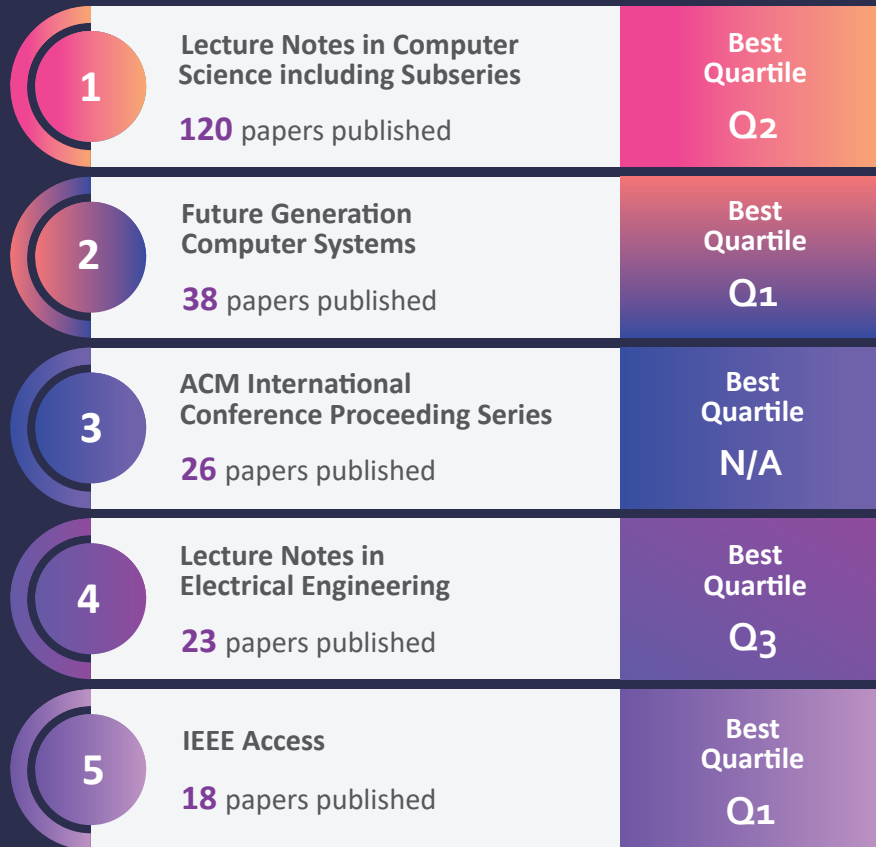 1
Lecture Notes in Computer
Science including Subseries
120 papers published
Best
Quartile
Q2
2
Future Generation
Computer Systems
38 papers published
Best
Quartile
Q1
3
ACM International
Conference Proceeding Series
26 papers published
Best
Quartile
N/A
4
Lecture Notes in
Electrical Engineering
23 papers published
Best
Quartile
Q3
5
IEEE Access
18 papers published
Best
Quartile
Q1